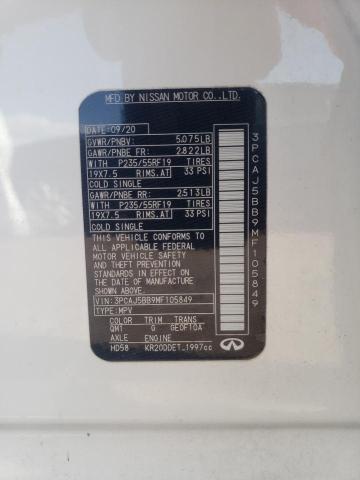 MFD BY NISSAN MOTOR CO.,LTD.
DATE: 09/20
GVWR/PNBV: 5,075LB
GAWR/PNBE FR: 2822LB
WITH P235/55RF19 TIRES
19X7.5 RIMS,AT 33 PSI
COLD SINGLE
GAWR/PNBE RR: 2513LB
WITH P235/55RF19 TIRES
19X7.5 RIMS,AT 33 PSI
COLD SINGLE
THIS VEHICLE CONFORMS TO
ALL APPLICABLE FEDERAL
MOTOR VEHICLE SAFETY
AND BUMPER
STANDARDS IN EFFECT ON THE
DATE OF MANUFACTURE
SHOWN ABOVE.
VIN: 3PCAJ5BB9MF105849
TYPE: MPV
COLOR TRIM TRANS
QM1 G GE0F10A
AXLE ENGINE
HD58 KR20DDET 1997cc
3PCAJ5BB9MF105849